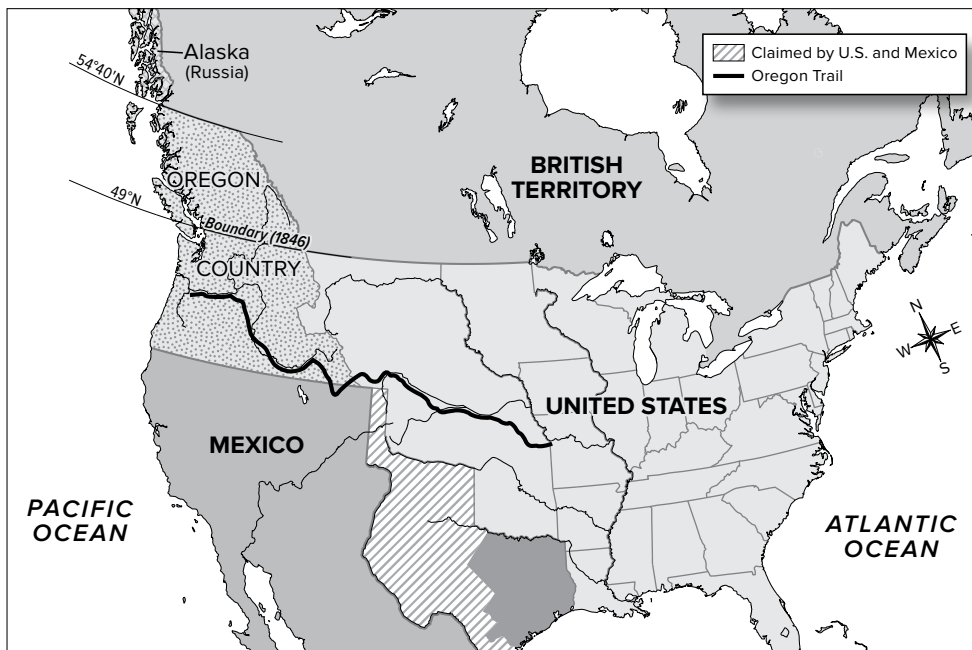 Alaska
(Russia)
54°40'N
Claimed by U.S. and Mexico
Oregon Trail
BRITISH
TERRITORY
OREGON
49°N
Boundary (1846)
COUNTRY
N
E
W
S
UNITED STATES
MEXICO
PACIFIC
OCEAN
ATLANTIC
OCEAN